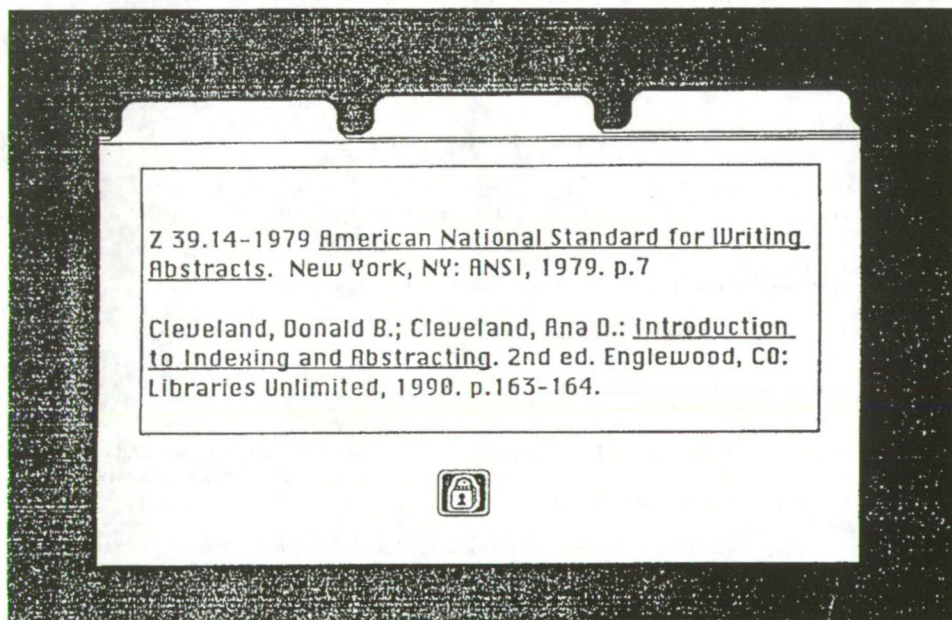 Z 39.14-1979 American National Standard for Writing
Abstracts. New York, NY: ANSI, 1979. p.7
Cleveland, Donald B.; Cleveland, Ana D.: Introduction
to Indexing and Abstracting. 2nd ed. Englewood, CO:
Libraries Unlimited, 1990. p.163-164.